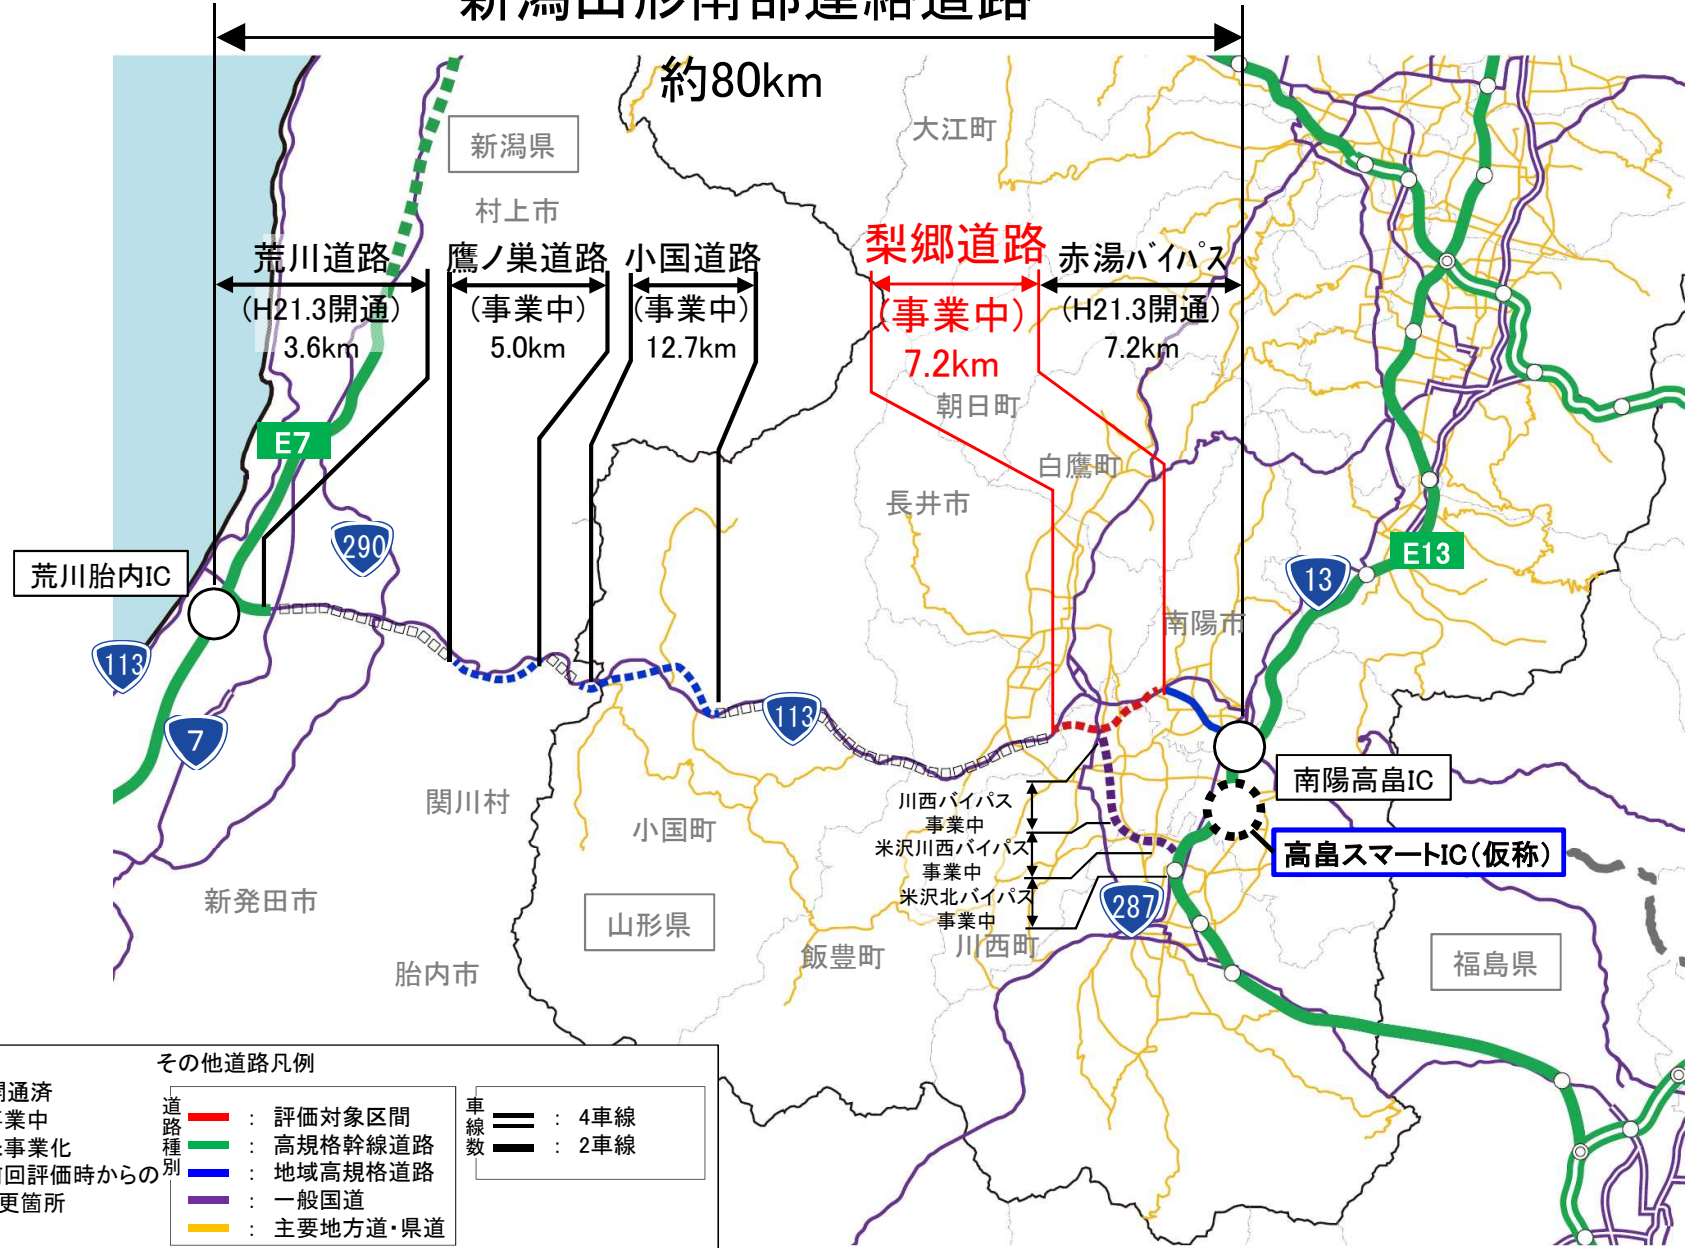 新潟山形南部連絡道路
約80km
新潟県
村上市
大江町
荒川道路
(H21.3開通)
3.6km
鷹ノ巣道路
(事業中)
5.0km
小国道路
(事業中)
12.7km
梨郷道路
(事業中)
7.2km
赤湯バイパス
(H21.3開通)
7.2km
朝日町
白鷹町
長井市
南陽市
E7
290
荒川胎内IC
113
7
E13
13
113
南陽高畠IC
高畠スマートIC(仮称)
川西バイパス
事業中
米沢川西バイパス
事業中
米沢北バイパス
事業中
287
関川村
小国町
新発田市
山形県
胎内市
飯豊町
川西町
福島県
その他道路凡例
開通済
事業中
未事業化
前回評価時からの
更箇所
道路種別
: 評価対象区間
: 高規格幹線道路
: 地域高規格道路
: 一般国道
: 主要地方道・県道
車線数
: 4車線
: 2車線